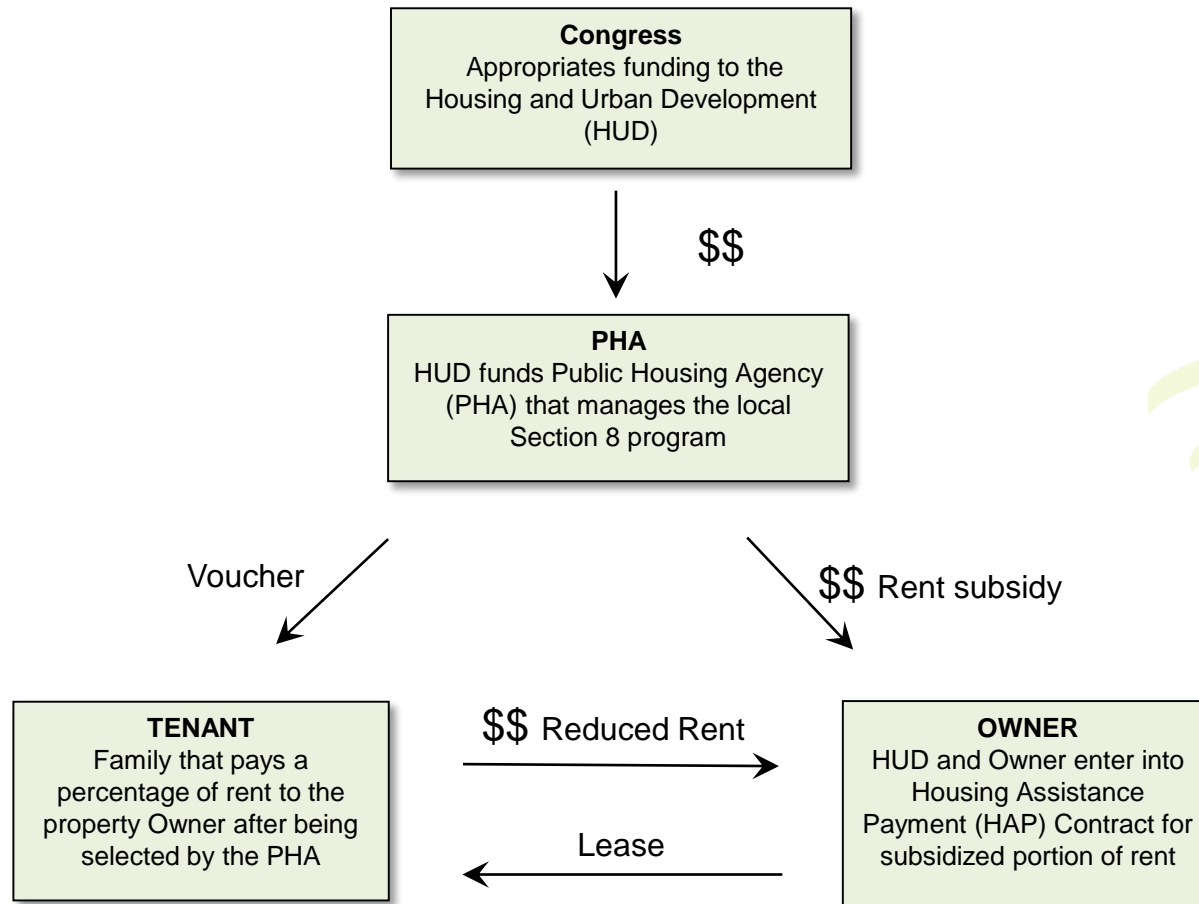 Congress
Appropriates funding to the
Housing and Urban Development
(HUD)
$$
PHA
HUD funds Public Housing Agency
(PHA) that manages the local
Section 8 program
Voucher
$$ Rent subsidy
TENANT
Family that pays a
percentage of rent to the
property Owner after being
selected by the PHA
$$ Reduced Rent
Lease
OWNER
HUD and Owner enter into
Housing Assistance
Payment (HAP) Contract for
subsidized portion of rent